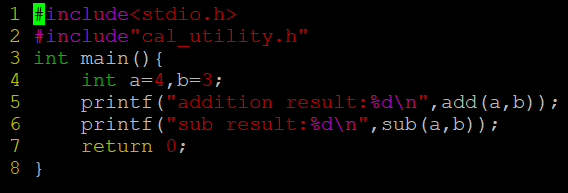 1 #include<stdio.h>
2 #include"cal_utility.h"
3 int main(){
4     int a=4,b=3;
5     printf("addition result:%d\n",add(a,b));
6     printf("sub result:%d\n",sub(a,b));
7     return 0;
8 }